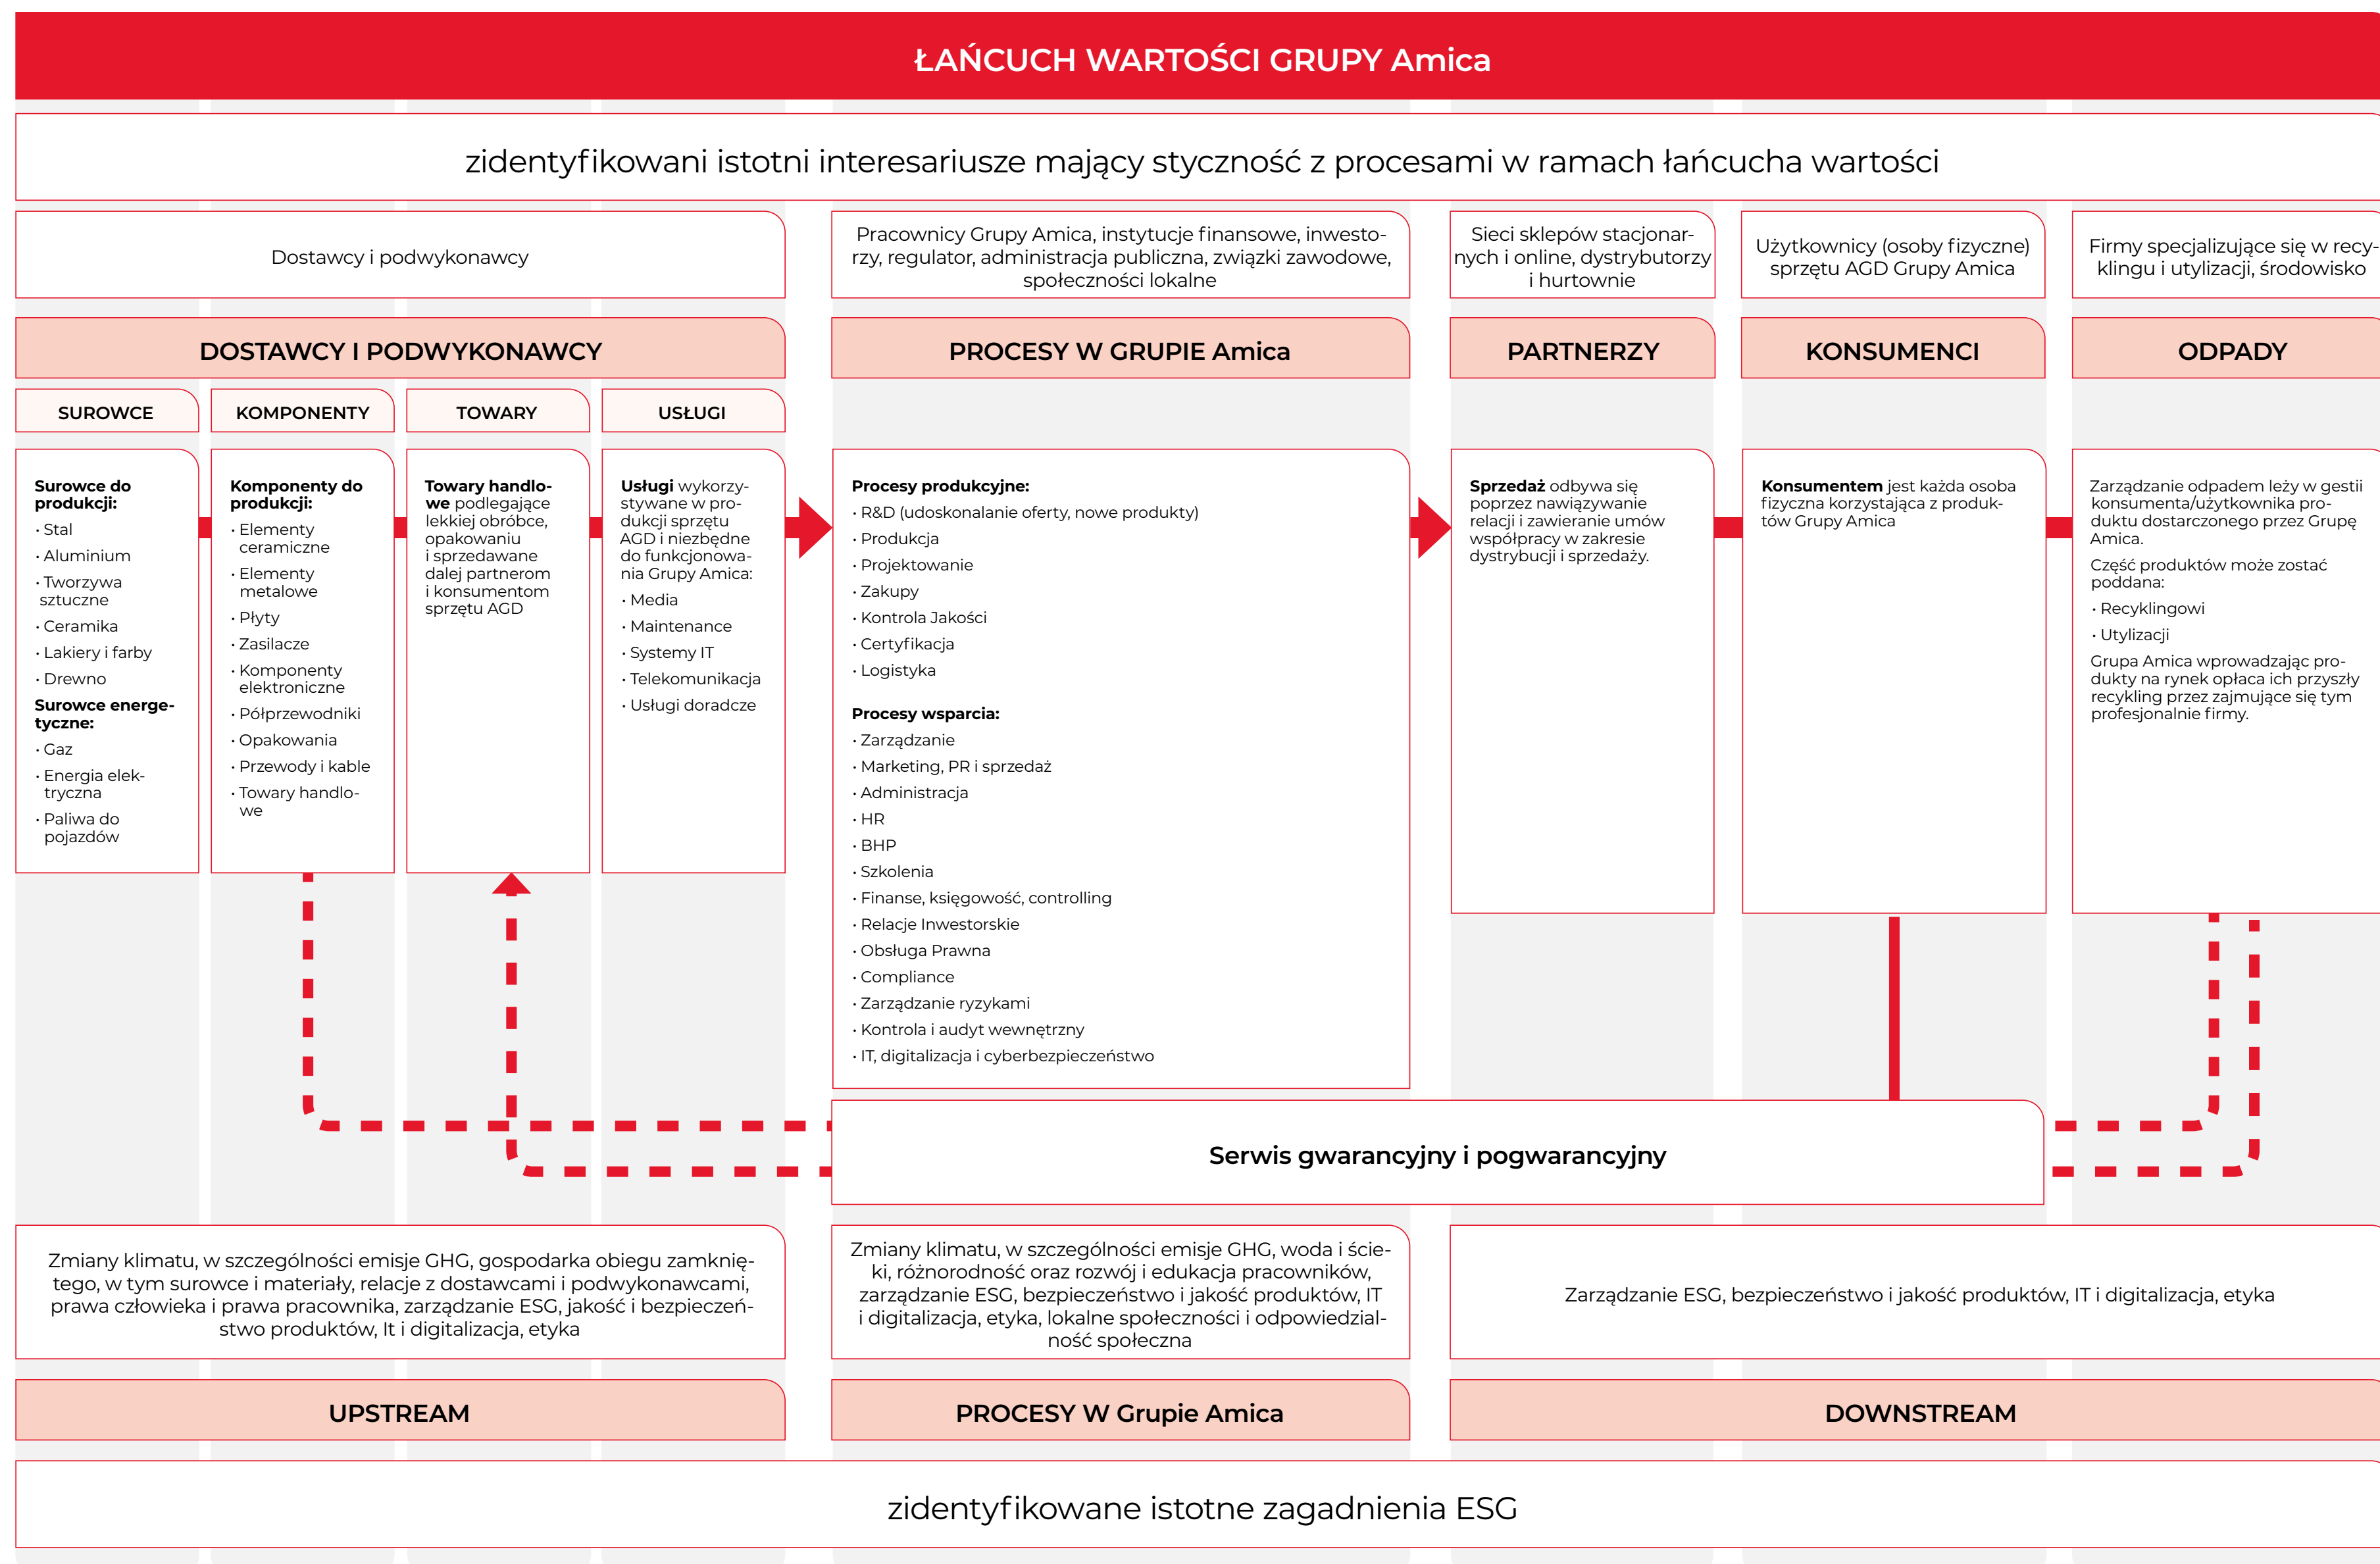 ŁAŃCUCH WARTOŚCI GRUPY Amica
zidentyfikowani istotni interesariusze mający styczność z procesami w ramach łańcucha wartości
Dostawcy i podwykonawcy
Pracownicy Grupy Amica, instytucje finansowe, inwesto-
rzy, regulator, administracja publiczna, związki zawodowe,
społeczności lokalne
Sieci sklepów stacjonar-
nych i online, dystrybutorzy
i hurtownie
Użytkownicy (osoby fizyczne)
sprzętu AGD Grupy Amica
Firmy specjalizujące się w recy-
klingu i utylizacji, środowisko
DOSTAWCY I PODWYKONAWCY
PROCESY W GRUPIE Amica
PARTNERZY
KONSUMENCI
ODPADY
SUROWCE
KOMPONENTY
TOWARY
USŁUGI
Surowce do
produkcji:
• Stal
• Aluminium
• Tworzywa
sztuczne
• Ceramika
• Lakiery i farby
• Drewno
Surowce energe-
tyczne:
• Gaz
• Energia elek-
tryczna
• Paliwa do
pojazdów
Komponenty do
produkcji:
• Elementy
ceramiczne
• Elementy
metalowe
• Płyty
• Zasilacze
• Komponenty
elektroniczne
• Półprzewodniki
• Opakowania
• Przewody i kable
• Towary handlo-
we
Towary handlo-
we podlegające
lekkiej obróbce,
opakowaniu
i sprzedawane
dalej partnerom
i konsumentom
sprzętu AGD
Usługi wykorzy-
stywane w pro-
dukcji sprzętu
AGD i niezbędne
do funkcjonowa-
nia Grupy Amica:
• Media
• Maintenance
• Systemy IT
• Telekomunikacja
• Usługi doradcze
Procesy produkcyjne:
• R&D (udoskonalanie oferty, nowe produkty)
• Produkcja
• Projektowanie
• Zakupy
• Kontrola Jakości
• Certyfikacja
• Logistyka
Procesy wsparcia:
• Zarządzanie
• Marketing, PR i sprzedaż
• Administracja
• HR
• BHP
• Szkolenia
• Finanse, księgowość, controlling
• Relacje Inwestorskie
• Obsługa Prawna
• Compliance
• Zarządzanie ryzykami
• Kontrola i audyt wewnętrzny
• IT, digitalizacja i cyberbezpieczeństwo
Sprzedaż odbywa się
poprzez nawiązywanie
relacji i zawieranie umów
współpracy w zakresie
dystrybucji i sprzedaży.
Konsumentem jest każda osoba
fizyczna korzystająca z produk-
tów Grupy Amica
Zarządzanie odpadem leży w gestii
konsumenta/użytkownika pro-
duktu dostarczonego przez Grupę
Amica.
Część produktów może zostać
poddana:
• Recyklingowi
• Utylizacji
Grupa Amica wprowadzając pro-
dukty na rynek opłaca ich przyszły
recykling przez zajmujące się tym
profesjonalnie firmy.
Serwis gwarancyjny i pogwarancyjny
Zmiany klimatu, w szczególności emisje GHG, gospodarka obiegu zamknię-
tego, w tym surowce i materiały, relacje z dostawcami i podwykonawcami,
prawa człowieka i prawa pracownika, zarządzanie ESG, jakość i bezpieczeń-
stwo produktów, It i digitalizacja, etyka
Zmiany klimatu, w szczególności emisje GHG, woda i ście-
ki, różnorodność oraz rozwój i edukacja pracowników,
zarządzanie ESG, bezpieczeństwo i jakość produktów, IT
i digitalizacja, etyka, lokalne społeczności i odpowiedzial-
ność społeczna
Zarządzanie ESG, bezpieczeństwo i jakość produktów, IT i digitalizacja, etyka
UPSTREAM
PROCESY W Grupie Amica
DOWNSTREAM
zidentyfikowane istotne zagadnienia ESG